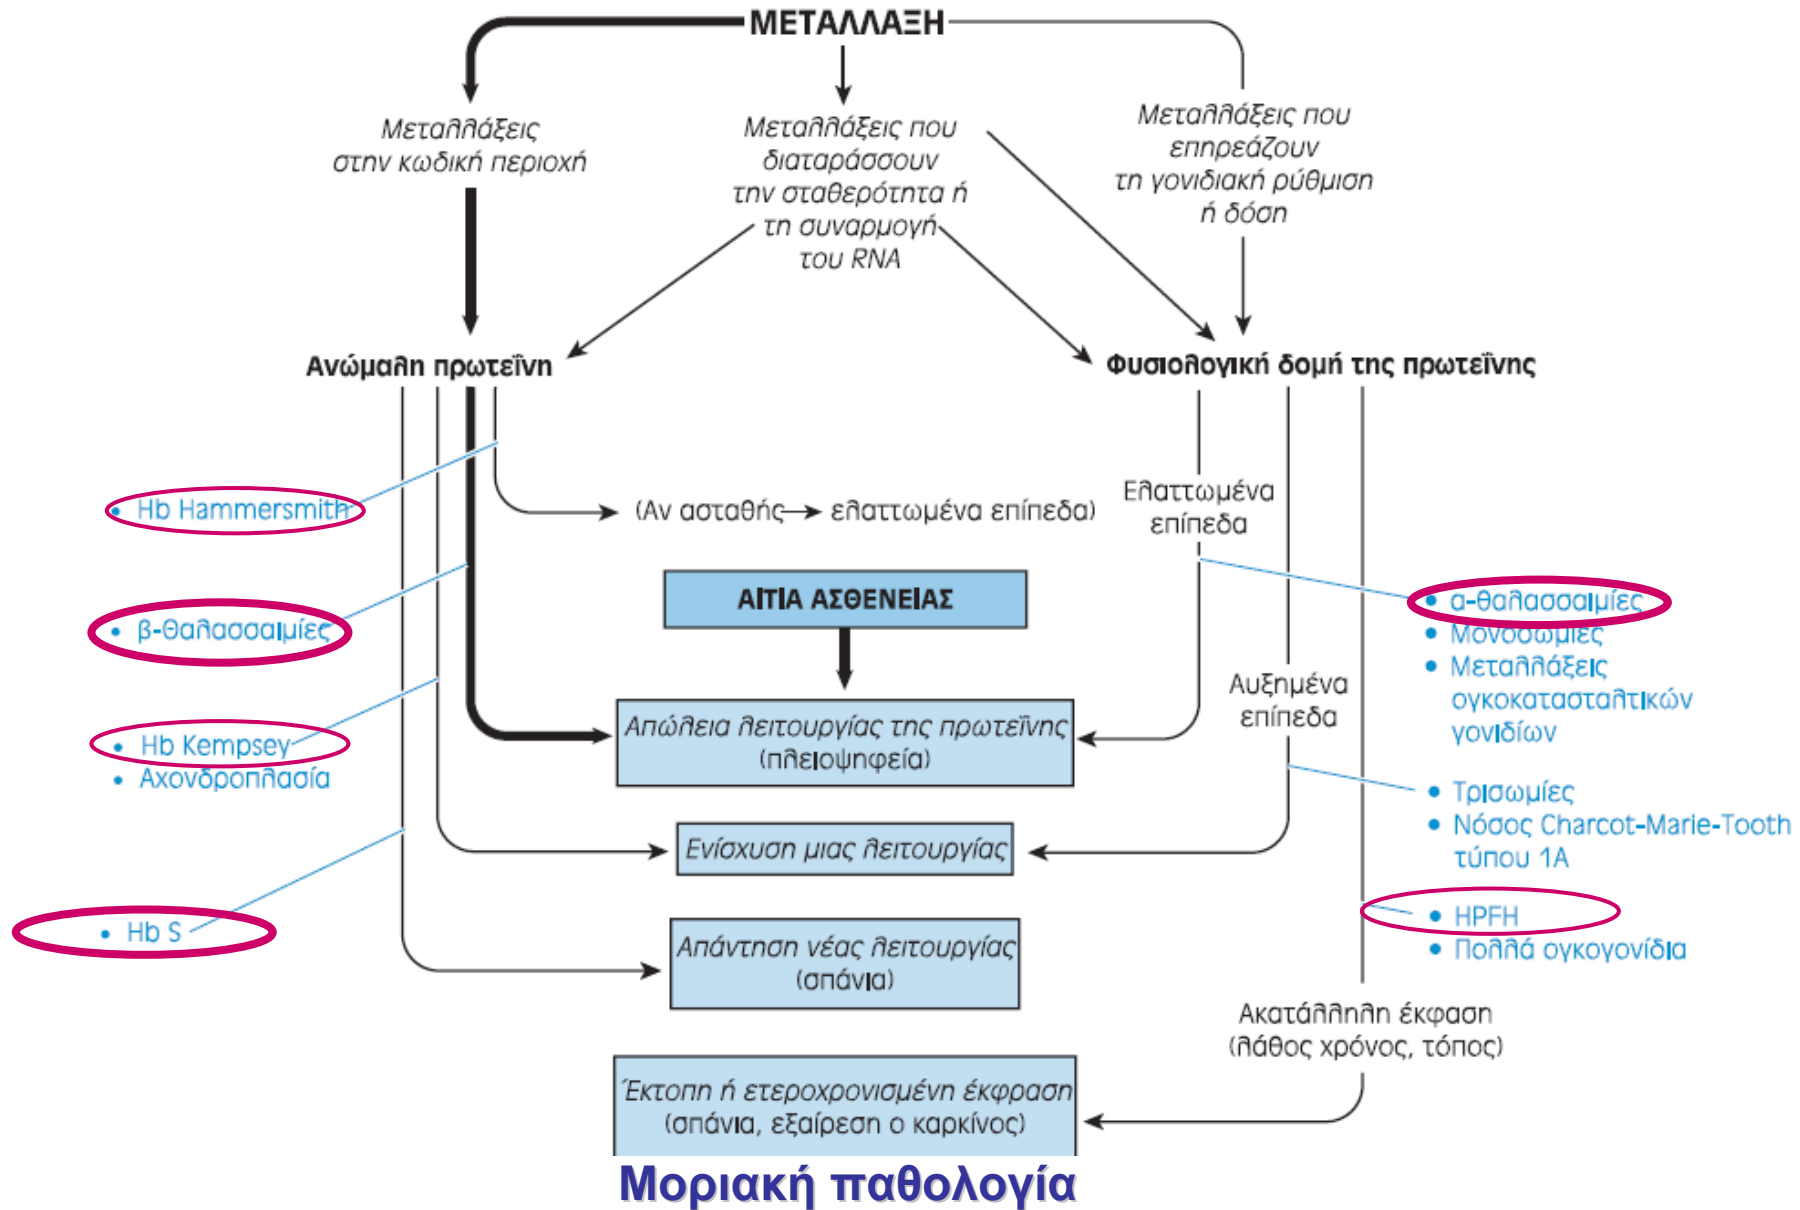 ΜΕΤΑΛΛΑΞΗ
Μεταλλάξεις
στην κωδική περιοχή
Μεταλλάξεις που
διαταράσσουν
την σταθερότητα ή
τη συναρμογή
του RNA
Μεταλλάξεις που
επηρεάζουν
τη γονιδιακή ρύθμιση
ή δόση
Ανώμαλη πρωτεΐνη
Φυσιολογική δομή της πρωτεΐνης
• Hb Hammersmith
• β-θαλασσαιμίες
• Hb Kempsey
• Αχονδροπλασία
• Hb S
(Αν ασταθής → ελαττωμένα επίπεδα)
ΑΙΤΙΑ ΑΣΘΕΝΕΙΑΣ
Απώλεια λειτουργίας της πρωτεΐνης
(πλειοψηφεία)
Ενίσχυση μιας λειτουργίας
Απάντηση νέας λειτουργίας
(σπάνια)
Έκτοπη ή ετεροχρονισμένη έκφραση
(σπάνια, εξαίρεση ο καρκίνος)
Ελαττωμένα
επίπεδα
Αυξημένα
επίπεδα
Ακατάλληλη έκφαση
(λάθος χρόνος, τόπος)
• α-θαλασσαιμίες
• Μονοσωμίες
• Μεταλλάξεις
ογκοκατασταλτικών
γονιδίων
• Τρισωμίες
• Νόσος Charcot-Marie-Tooth
τύπου 1Α
• HPFH
• Πολλά ογκογονίδια
Μοριακή παθολογία